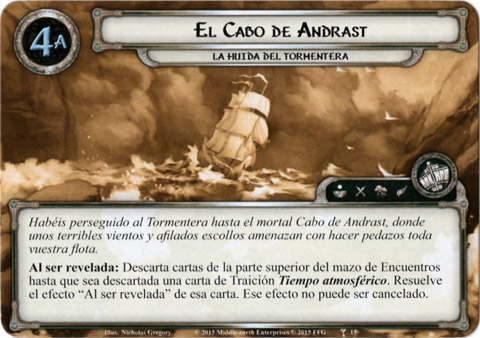 4A
El Cabo de Andrast
La Huida del Tormentera
Habéis perseguido al Tormentera hasta el mortal Cabo de Andrast, donde
unos terribles vientos y afilados escollos amenazan con hacer pedazos toda
vuestra flota.
Al ser revelada: Descarta cartas de la parte superior del mazo de Encuentros
hasta que sea descartada una carta de Traición Tiempo atmosférico. Resuelve
el efecto “Al ser revelada” de esa carta. Ese efecto no puede ser cancelado.
Illus. Nicholas Gregory. © 2015 Middle-earth Enterprises © 2015 FFG 15